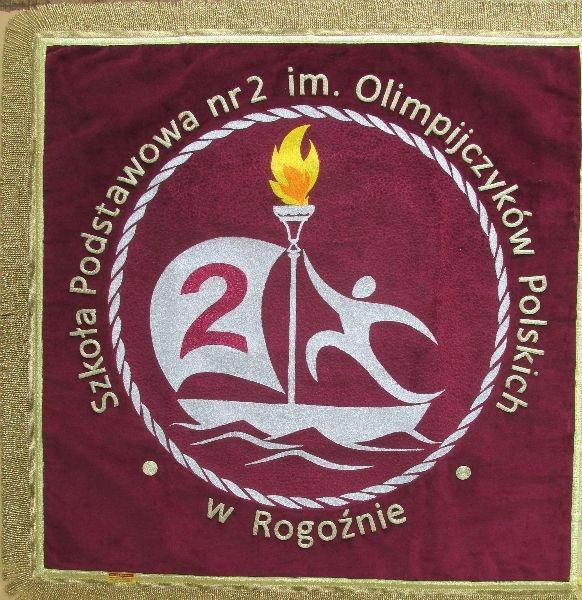 Szkoła Podstawowa nr 2 im. Olimpijczyków Polskich
2
w Rogoźnie